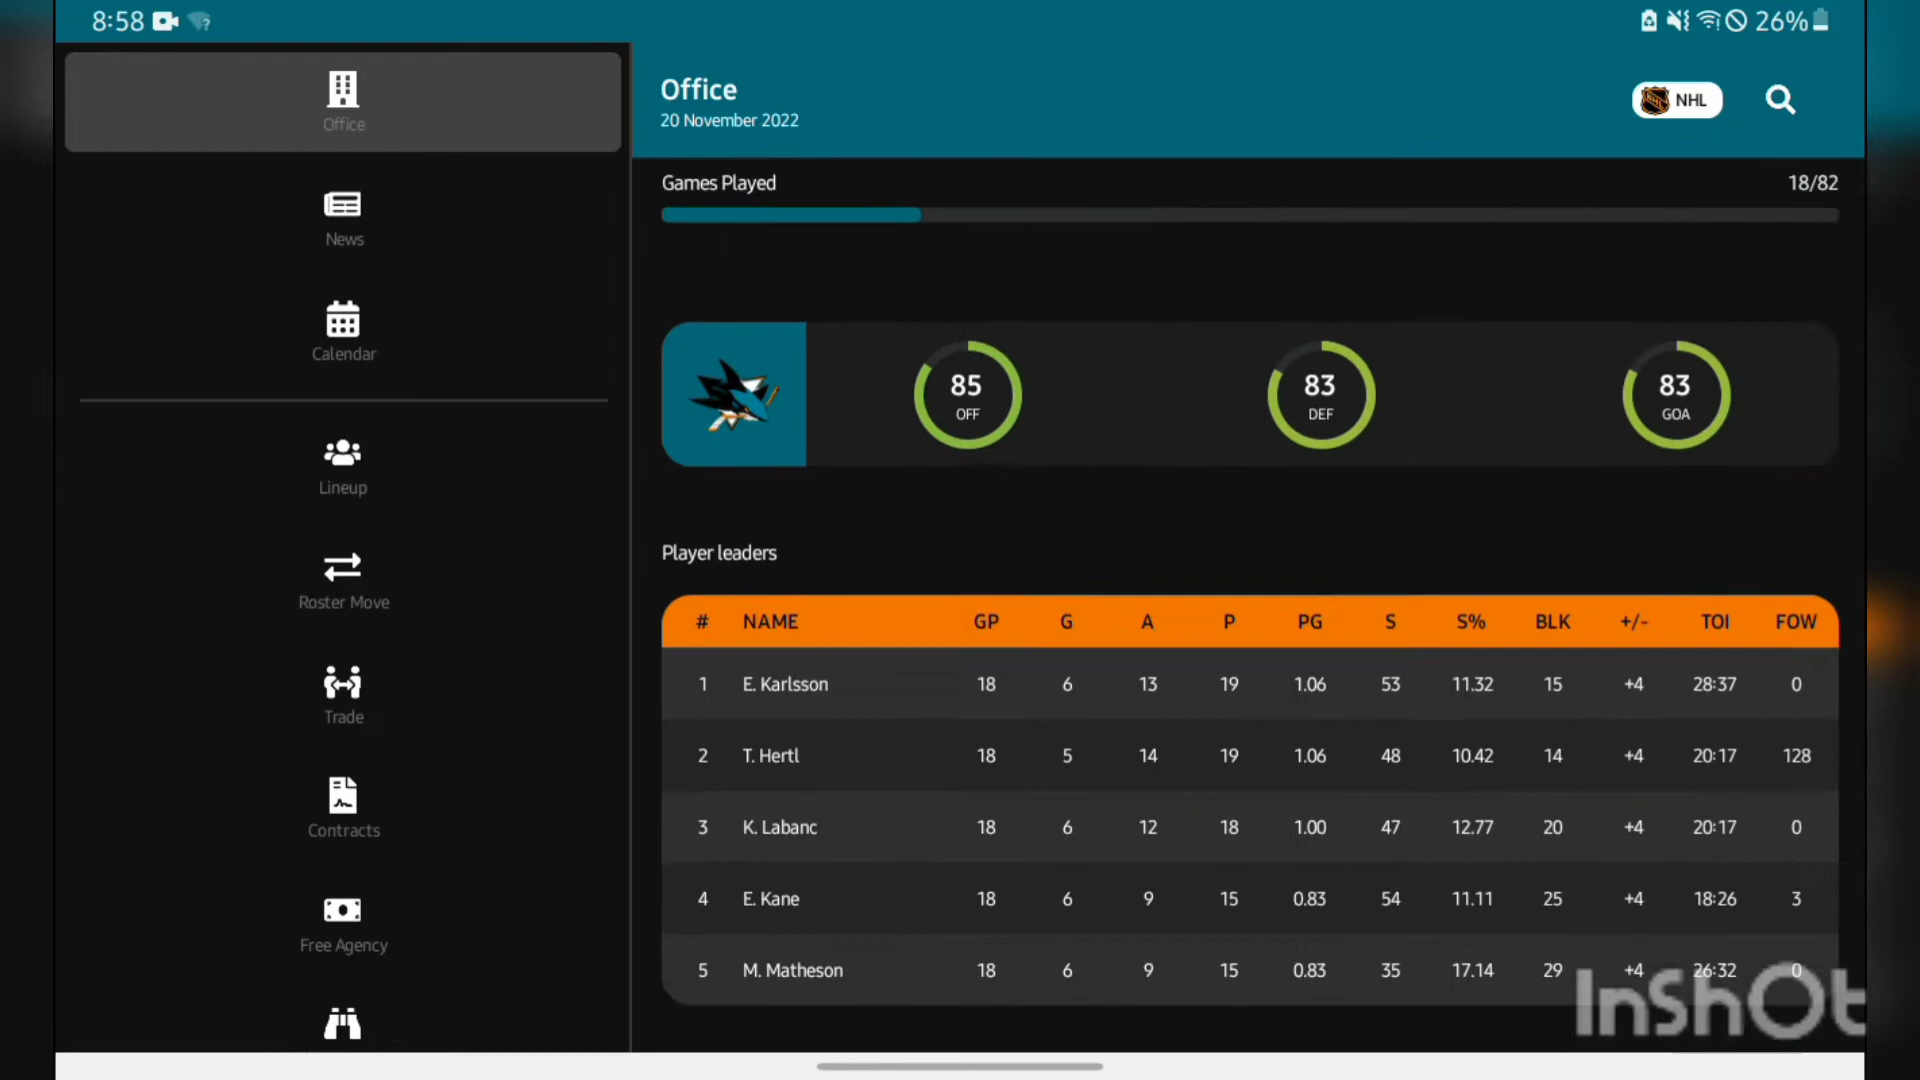 8:58
26%
Office
News
Calendar
Lineup
Roster Move
Trade
Contracts
Free Agency
Office
20 November 2022
NHL
Games Played 18/82
85 OFF
83 DEF
83 GOA
Player leaders
# NAME GP G A P PG S S% BLK +/- TOI FOW
1 E. Karlsson 18 6 13 19 1.06 53 11.32 15 +4 28:37 0
2 T. Hertl 18 5 14 19 1.06 48 10.42 14 +4 20:17 128
3 K. Labanc 18 6 12 18 1.00 47 12.77 20 +4 20:17 0
4 E. Kane 18 6 9 15 0.83 54 11.11 25 +4 18:26 3
5 M. Matheson 18 6 9 15 0.83 35 17.14 29 +4 26:32 0
InShOt